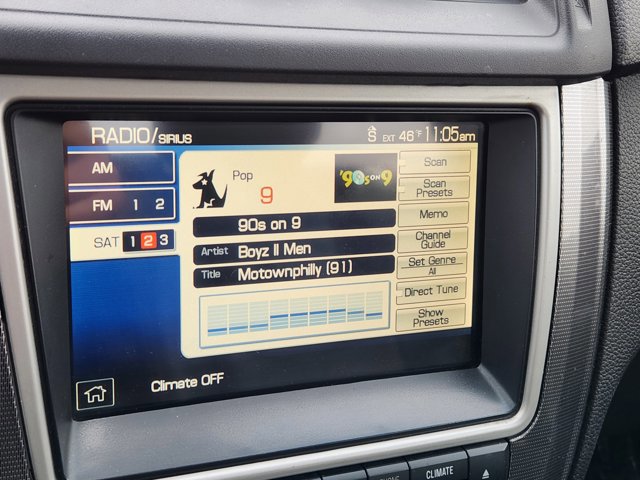 RADIO/SIRIUS
S EXT 46°F 11:05am
AM
FM 1 2
SAT 1 2 3
Pop
9
'90s on 9
90s on 9
Artist Boyz II Men
Title Motownphilly (91)
Scan
Scan
Presets
Memo
Channel
Guide
Set Genre
All
Direct Tune
Show
Presets
Climate OFF
PHONE
CLIMATE